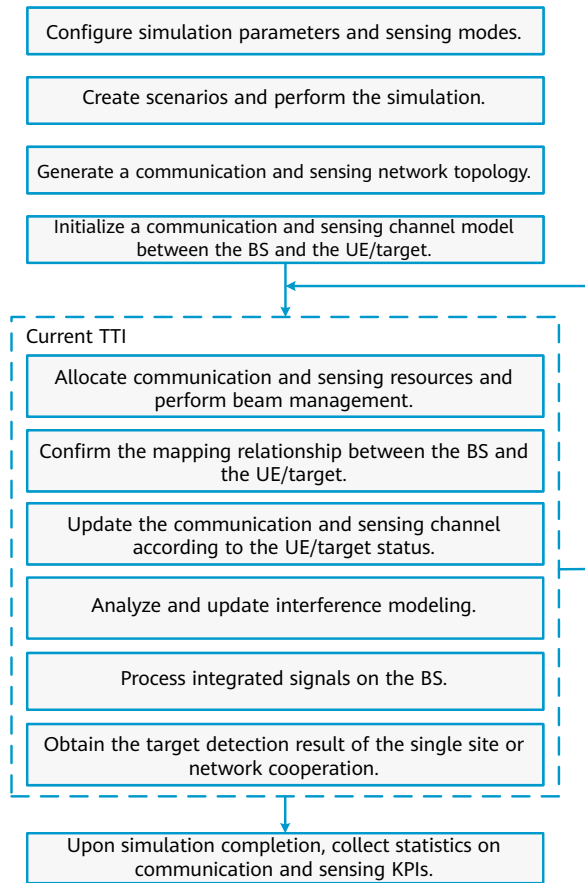 Configure simulation parameters and sensing modes.
Create scenarios and perform the simulation.
Generate a communication and sensing network topology.
Initialize a communication and sensing channel model
between the BS and the UE/target.
Current TTI
Allocate communication and sensing resources and
perform beam management.
Confirm the mapping relationship between the BS and
the UE/target.
Update the communication and sensing channel
according to the UE/target status.
Analyze and update interference modeling.
Process integrated signals on the BS.
Obtain the target detection result of the single site or
network cooperation.
Upon simulation completion, collect statistics on
communication and sensing KPIs.